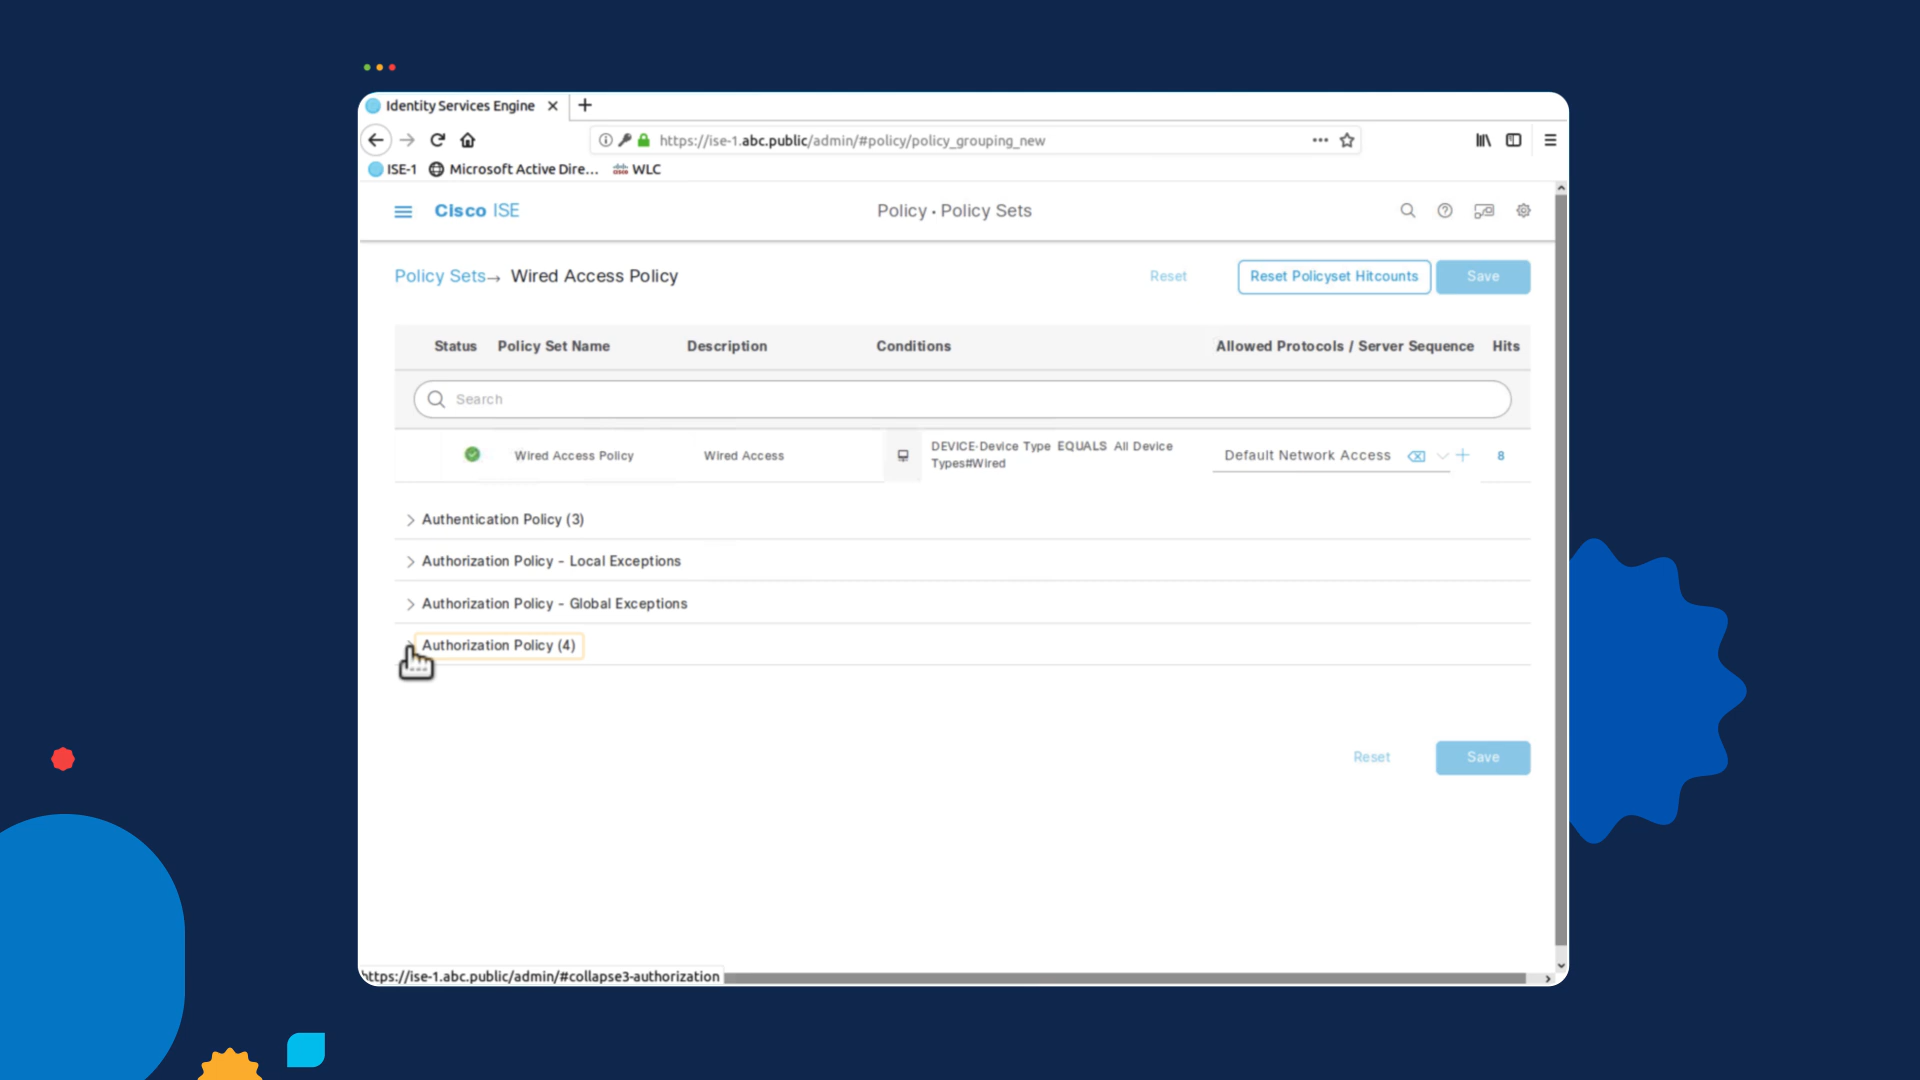 Identity Services Engine
https://ise-1.abc.public/admin/#policy/policy_grouping_new
ISE-1 Microsoft Active Dire... WLC
Cisco ISE Policy · Policy Sets
Policy Sets→ Wired Access Policy Reset Reset Policyset Hitcounts Save
Status Policy Set Name Description Conditions Allowed Protocols / Server Sequence Hits
Search
Wired Access Policy Wired Access DEVICE·Device Type EQUALS All Device Default Network Access 8
Types#Wired
Authentication Policy (3)
Authorization Policy - Local Exceptions
Authorization Policy - Global Exceptions
Authorization Policy (4)
Reset Save
https://ise-1.abc.public/admin/#collapse3-authorization